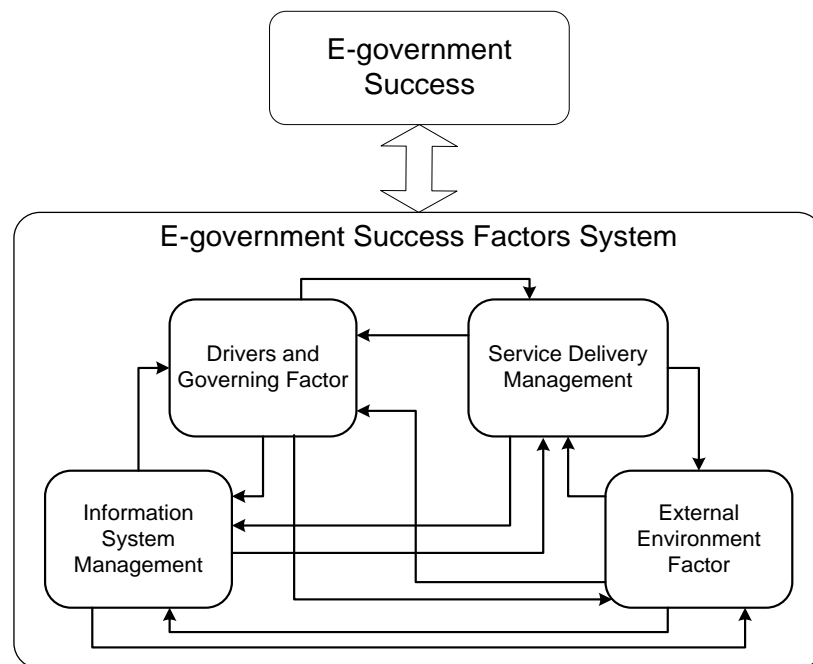 E-government
Success
E-government Success Factors System
Drivers and
Governing Factor
Service Delivery
Management
Information
System
Management
External
Environment
Factor